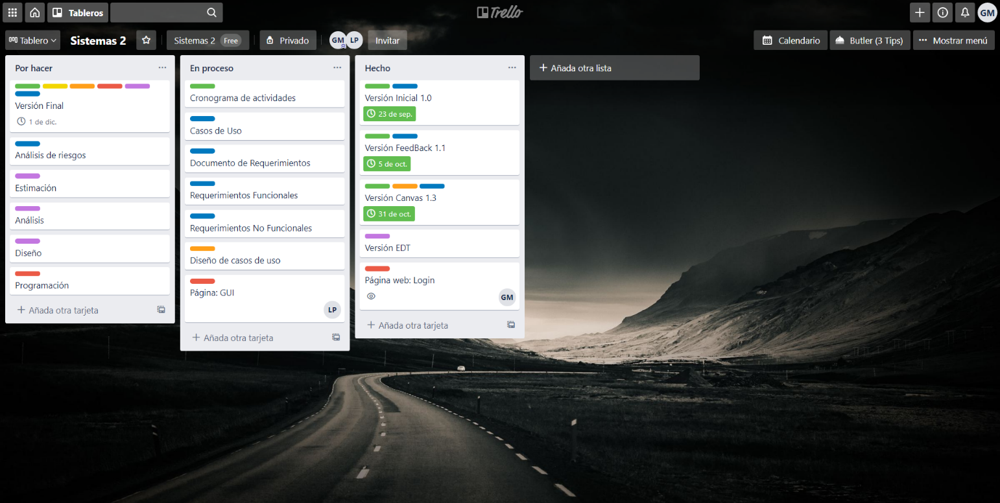 Tableros
Trello
GM
Tablero
Sistemas 2
Sistemas 2 Free
Privado
GM LP
Invitar
Calendario
Butler (3 Tips)
Mostrar menú
Por hacer
Versión Final
1 de dic.
Análisis de riesgos
Estimación
Análisis
Diseño
Programación
+ Añada otra tarjeta
En proceso
Cronograma de actividades
Casos de Uso
Documento de Requerimientos
Requerimientos Funcionales
Requerimientos No Funcionales
Diseño de casos de uso
Página: GUI
LP
+ Añada otra tarjeta
Hecho
Versión Inicial 1.0
23 de sep.
Versión FeedBack 1.1
5 de oct.
Versión Canvas 1.3
31 de oct.
Versión EDT
Página web: Login
GM
+ Añada otra tarjeta
+ Añada otra lista